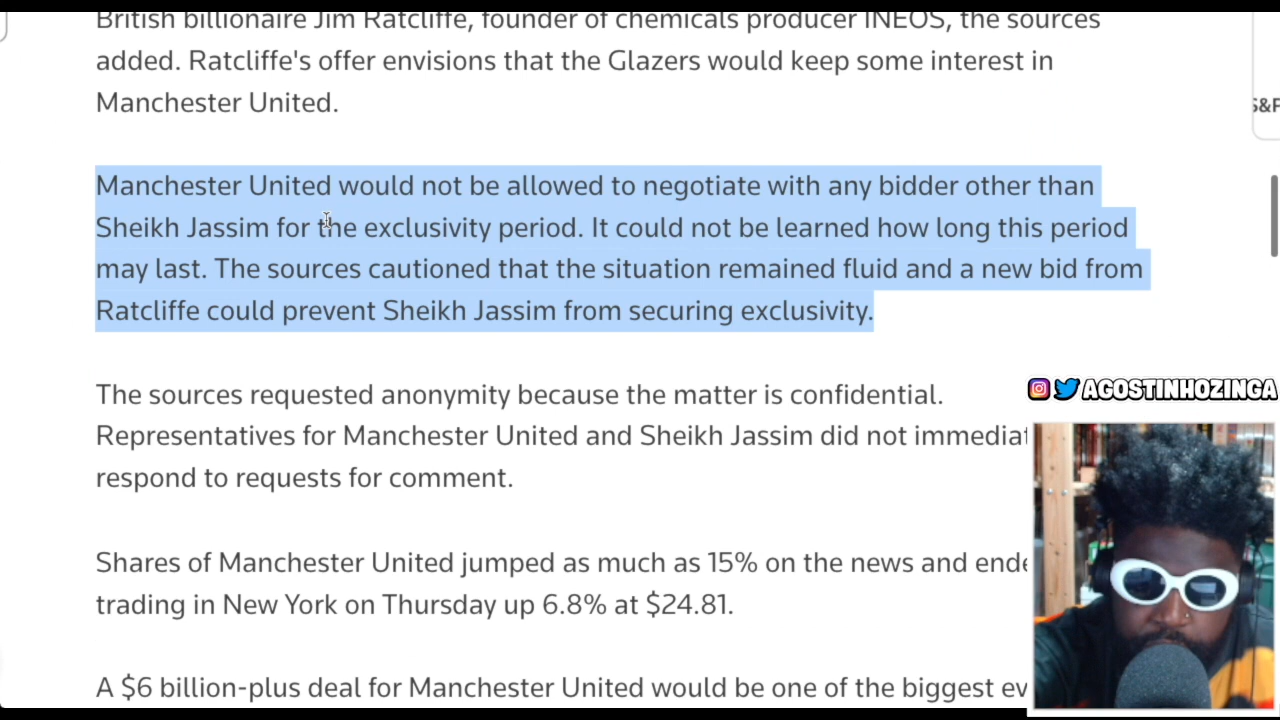 British billionaire Jim Ratcliffe, founder of chemicals producer INEOS, the sources
added. Ratcliffe's offer envisions that the Glazers would keep some interest in
Manchester United.
S&P
Manchester United would not be allowed to negotiate with any bidder other than
Sheikh Jassim for the exclusivity period. It could not be learned how long this period
may last. The sources cautioned that the situation remained fluid and a new bid from
Ratcliffe could prevent Sheikh Jassim from securing exclusivity.
The sources requested anonymity because the matter is confidential.
AGOSTINHOZINGA
Representatives for Manchester United and Sheikh Jassim did not immediat
respond to requests for comment.
Shares of Manchester United jumped as much as 15% on the news and ende
trading in New York on Thursday up 6.8% at $24.81.
A $6 billion-plus deal for Manchester United would be one of the biggest ev